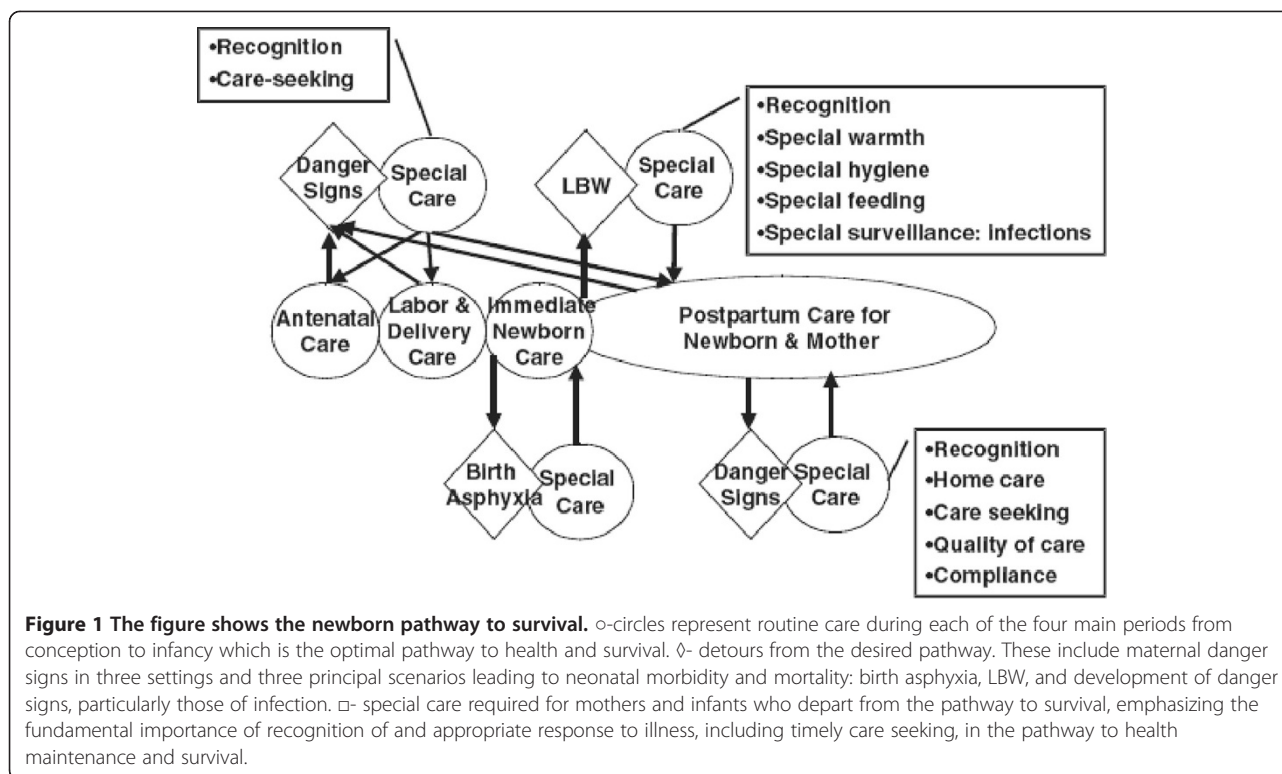 •Recognition
•Care-seeking
•Recognition
•Special warmth
•Special hygiene
•Special feeding
•Special surveillance: infections
Danger
Signs
Special
Care
LBW
Special
Care
Antenatal
Care
Labor &
Delivery
Care
Immediate
Newborn
Care
Postpartum Care for
Newborn & Mother
Birth
Asphyxia
Special
Care
Danger
Signs
Special
Care
•Recognition
•Home care
•Care seeking
•Quality of care
•Compliance
Figure 1 The figure shows the newborn pathway to survival. ○-circles represent routine care during each of the four main periods from
conception to infancy which is the optimal pathway to health and survival. ◊- detours from the desired pathway. These include maternal danger
signs in three settings and three principal scenarios leading to neonatal morbidity and mortality: birth asphyxia, LBW, and development of danger
signs, particularly those of infection. □- special care required for mothers and infants who depart from the pathway to survival, emphasizing the
fundamental importance of recognition of and appropriate response to illness, including timely care seeking, in the pathway to health
maintenance and survival.